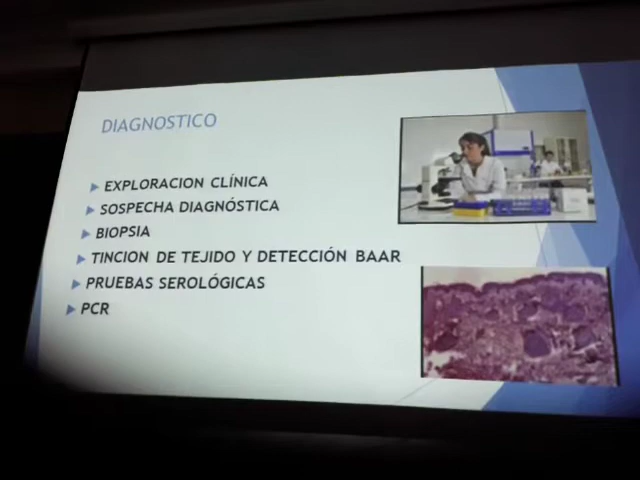 DIAGNOSTICO
EXPLORACION CLÍNICA
SOSPECHA DIAGNÓSTICA
BIOPSIA
TINCION DE TEJIDO Y DETECCIÓN BAAR
PRUEBAS SEROLÓGICAS
PCR